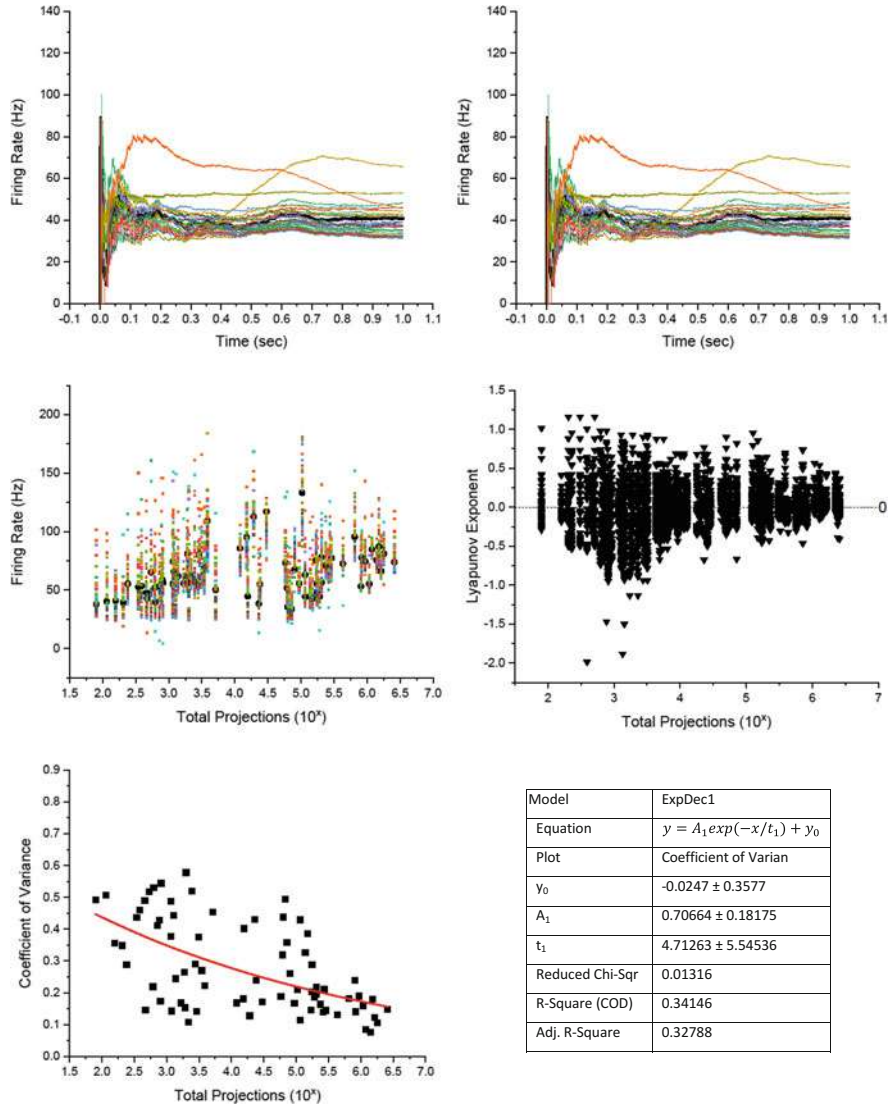 140
120
100
80
60
40
20
0
Firing Rate (Hz)
-0.1 0.0 0.1 0.2 0.3 0.4 0.5 0.6 0.7 0.8 0.9 1.0 1.1
Time (sec)
140
120
100
80
60
40
20
0
Firing Rate (Hz)
-0.1 0.0 0.1 0.2 0.3 0.4 0.5 0.6 0.7 0.8 0.9 1.0 1.1
Time (sec)
200
150
100
50
0
Firing Rate (Hz)
1.5 2.0 2.5 3.0 3.5 4.0 4.5 5.0 5.5 6.0 6.5 7.0
Total Projections (10ˣ)
1.5
1.0
0.5
0.0
-0.5
-1.0
-1.5
-2.0
0
Lyapunov Exponent
2 3 4 5 6 7
Total Projections (10ˣ)
0.9
0.8
0.7
0.6
0.5
0.4
0.3
0.2
0.1
0.0
Coefficient of Variance
1.5 2.0 2.5 3.0 3.5 4.0 4.5 5.0 5.5 6.0 6.5 7.0
Total Projections (10ˣ)
Model ExpDec1
Equation y = A₁exp(−x/t₁) + y₀
Plot Coefficient of Varian
y₀ -0.0247 ± 0.3577
A₁ 0.70664 ± 0.18175
t₁ 4.71263 ± 5.54536
Reduced Chi-Sqr 0.01316
R-Square (COD) 0.34146
Adj. R-Square 0.32788